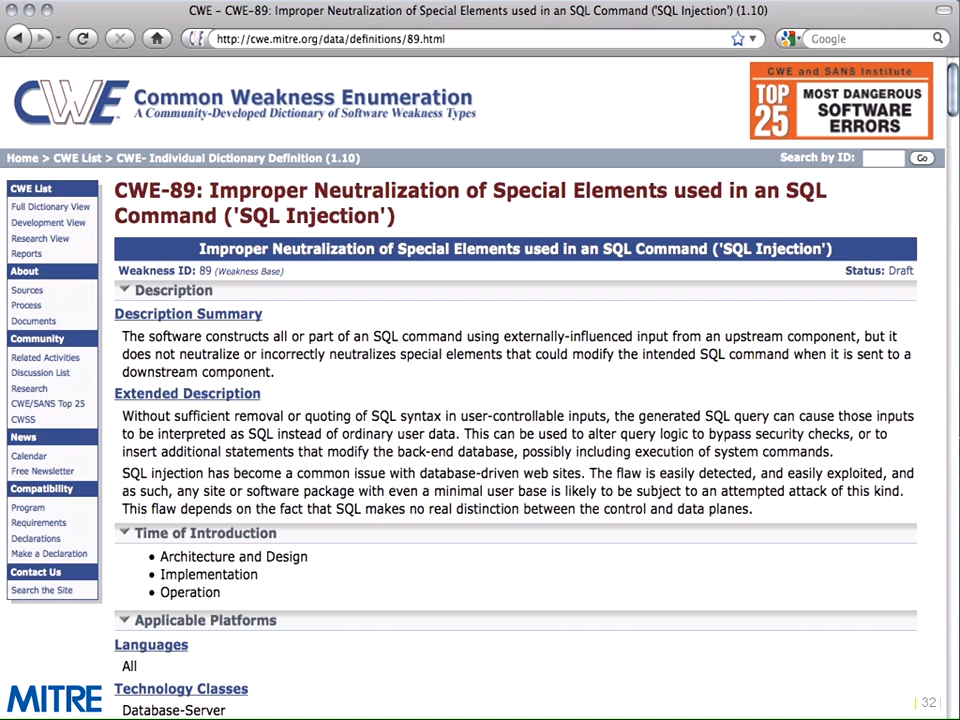 CWE - CWE-89: Improper Neutralization of Special Elements used in an SQL Command ('SQL Injection') (1.10)
http://cwe.mitre.org/data/definitions/89.html
Google
CWE
Common Weakness Enumeration
A Community-Developed Dictionary of Software Weakness Types
CWE and SANS Institute
TOP 25
MOST DANGEROUS
SOFTWARE
ERRORS
Home > CWE List > CWE- Individual Dictionary Definition (1.10)
Search by ID:
Go
CWE List
Full Dictionary View
Development View
Research View
Reports
About
Sources
Process
Documents
Community
Related Activities
Discussion List
Research
CWE/SANS Top 25
CWSS
News
Calendar
Free Newsletter
Compatibility
Program
Requirements
Declarations
Make a Declaration
Contact Us
Search the Site
CWE-89: Improper Neutralization of Special Elements used in an SQL
Command ('SQL Injection')
Improper Neutralization of Special Elements used in an SQL Command ('SQL Injection')
Weakness ID: 89 (Weakness Base)
Status: Draft
Description
Description Summary
The software constructs all or part of an SQL command using externally-influenced input from an upstream component, but it
does not neutralize or incorrectly neutralizes special elements that could modify the intended SQL command when it is sent to a
downstream component.
Extended Description
Without sufficient removal or quoting of SQL syntax in user-controllable inputs, the generated SQL query can cause those inputs
to be interpreted as SQL instead of ordinary user data. This can be used to alter query logic to bypass security checks, or to
insert additional statements that modify the back-end database, possibly including execution of system commands.
SQL injection has become a common issue with database-driven web sites. The flaw is easily detected, and easily exploited, and
as such, any site or software package with even a minimal user base is likely to be subject to an attempted attack of this kind.
This flaw depends on the fact that SQL makes no real distinction between the control and data planes.
Time of Introduction
• Architecture and Design
• Implementation
• Operation
Applicable Platforms
Languages
All
Technology Classes
Database-Server
MITRE
| 32 |